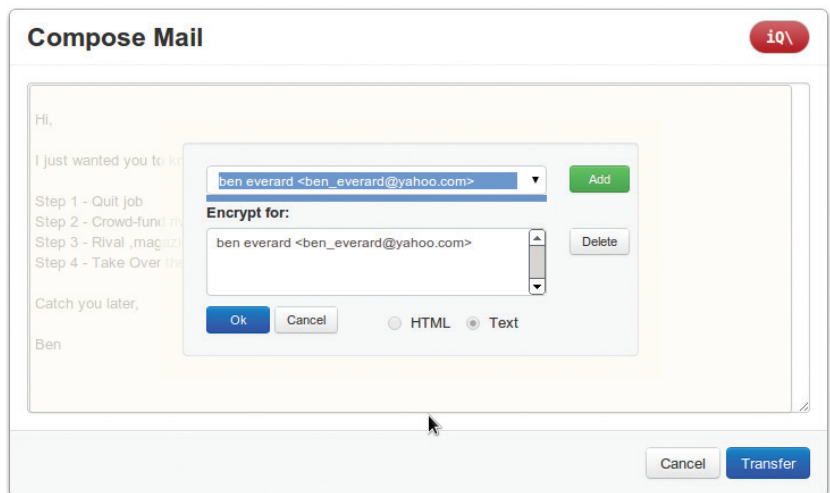 Compose Mail
iQ\
Hi,
I just wanted you to kn
ben everard <ben_everard@yahoo.com>
Add
Step 1 - Quit job
Encrypt for:
Step 2 - Crowd-fund
Step 3 - Rival ,magazi
ben everard <ben_everard@yahoo.com>
Delete
Step 4 - Take Over the
Catch you later,
Ok
Cancel
HTML
Text
Ben
Cancel
Transfer